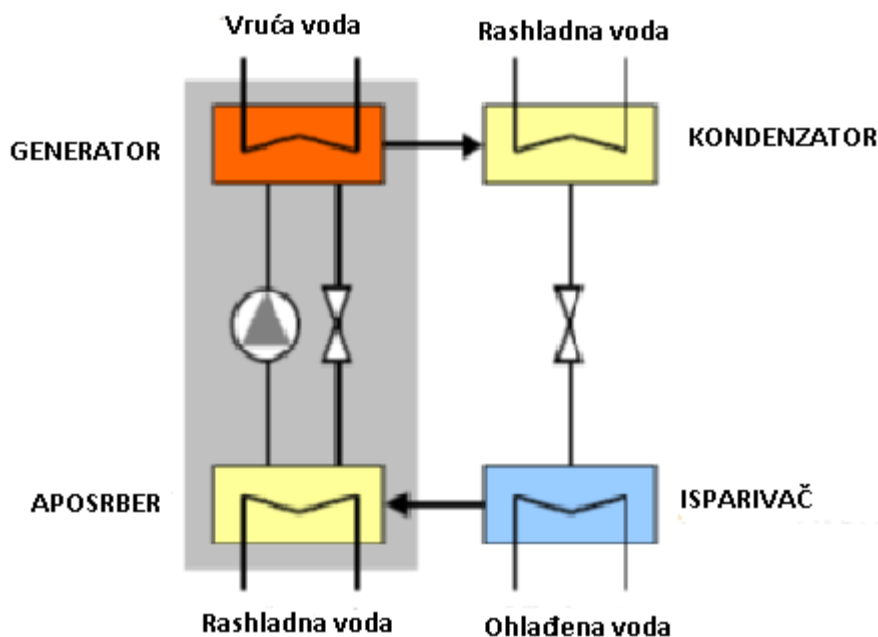 Vruća voda
Rashladna voda
GENERATOR
KONDENZATOR
APOSRBER
ISPARIVAČ
Rashladna voda
Ohlađena voda